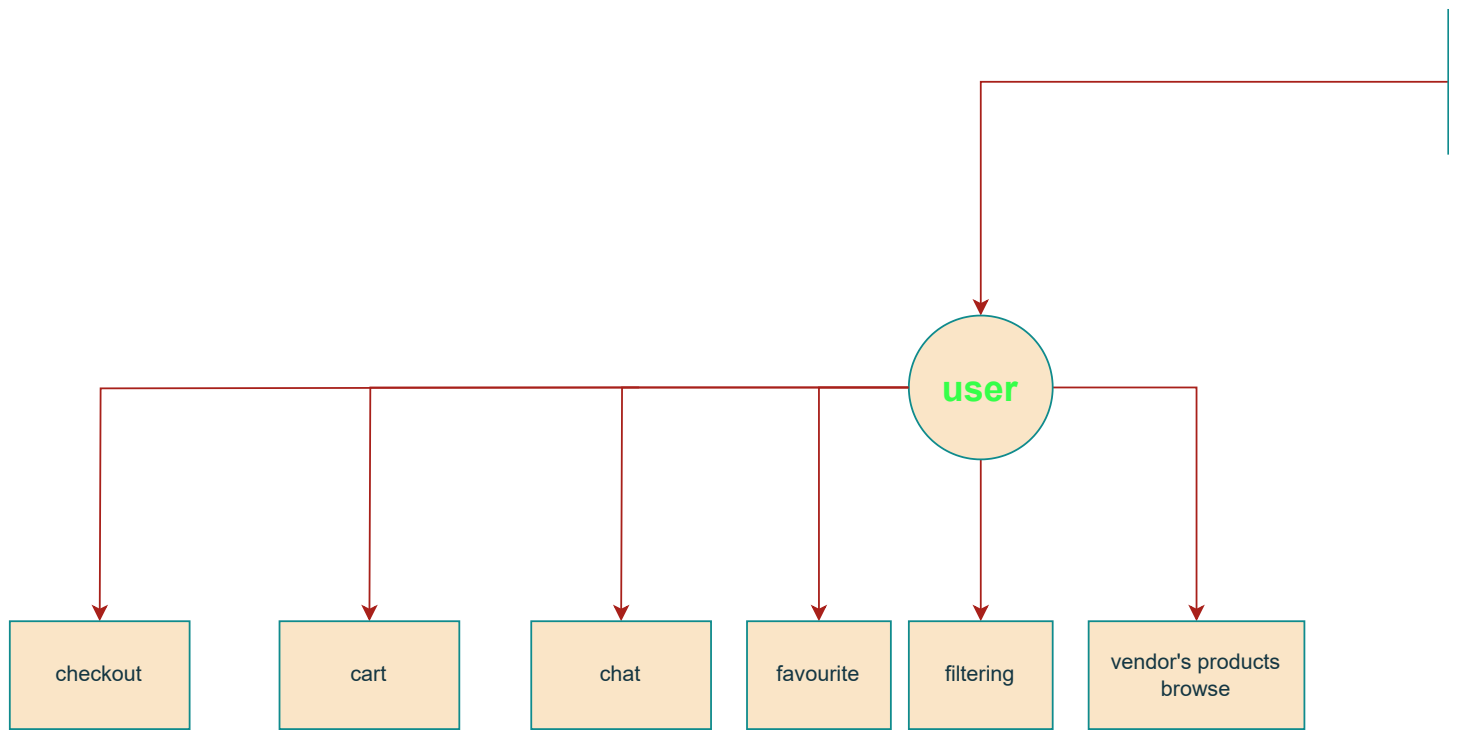 user
checkout
cart
chat
favourite
filtering
vendor's products
browse